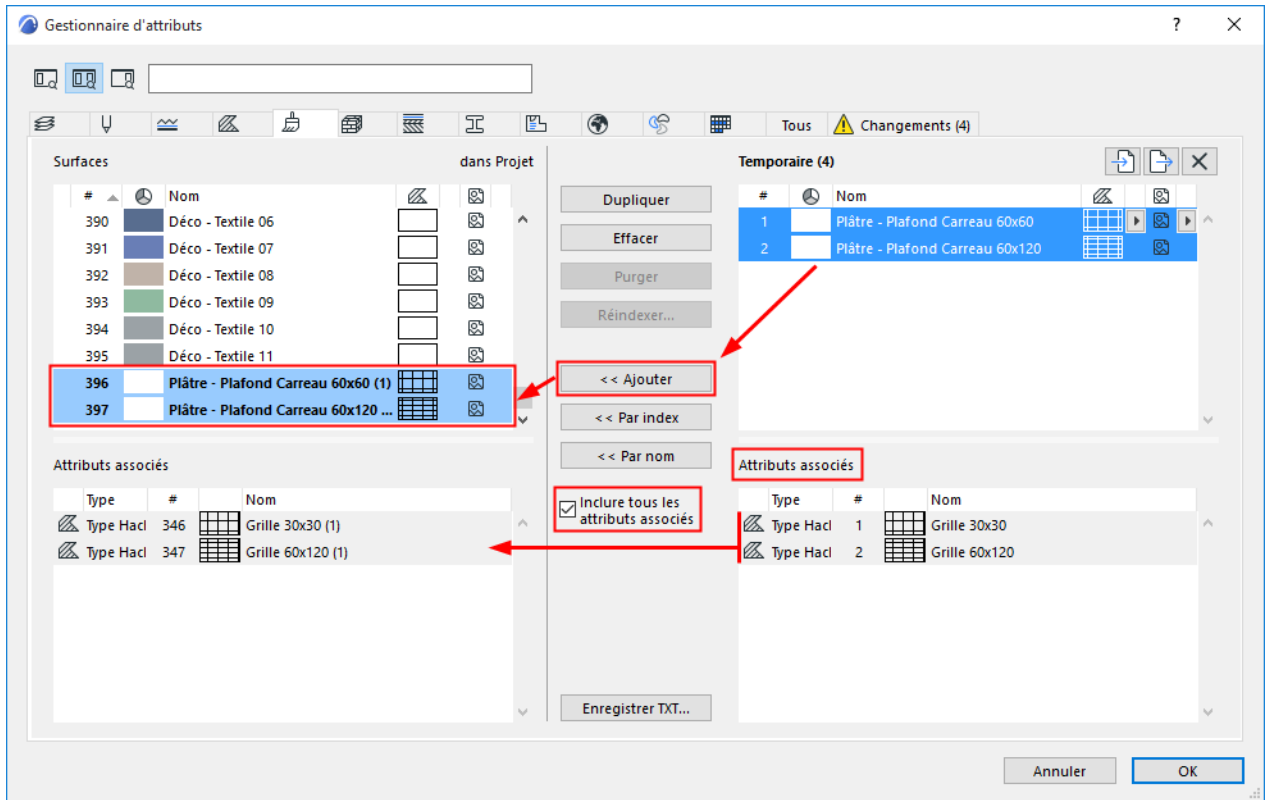 Gestionnaire d'attributs
?
Tous
Changements (4)
Surfaces
dans Projet
# Nom
390 Déco - Textile 06
391 Déco - Textile 07
392 Déco - Textile 08
393 Déco - Textile 09
394 Déco - Textile 10
395 Déco - Textile 11
396 Plâtre - Plafond Carreau 60x60 (1)
397 Plâtre - Plafond Carreau 60x120 ...
Attributs associés
Type # Nom
Type Hacl 346 Grille 30x30 (1)
Type Hacl 347 Grille 60x120 (1)
Dupliquer
Effacer
Purger
Réindexer...
<< Ajouter
<< Par index
<< Par nom
Inclure tous les
attributs associés
Enregistrer TXT...
Temporaire (4)
# Nom
1 Plâtre - Plafond Carreau 60x60
2 Plâtre - Plafond Carreau 60x120
Attributs associés
Type # Nom
Type Hacl 1 Grille 30x30
Type Hacl 2 Grille 60x120
Annuler
OK